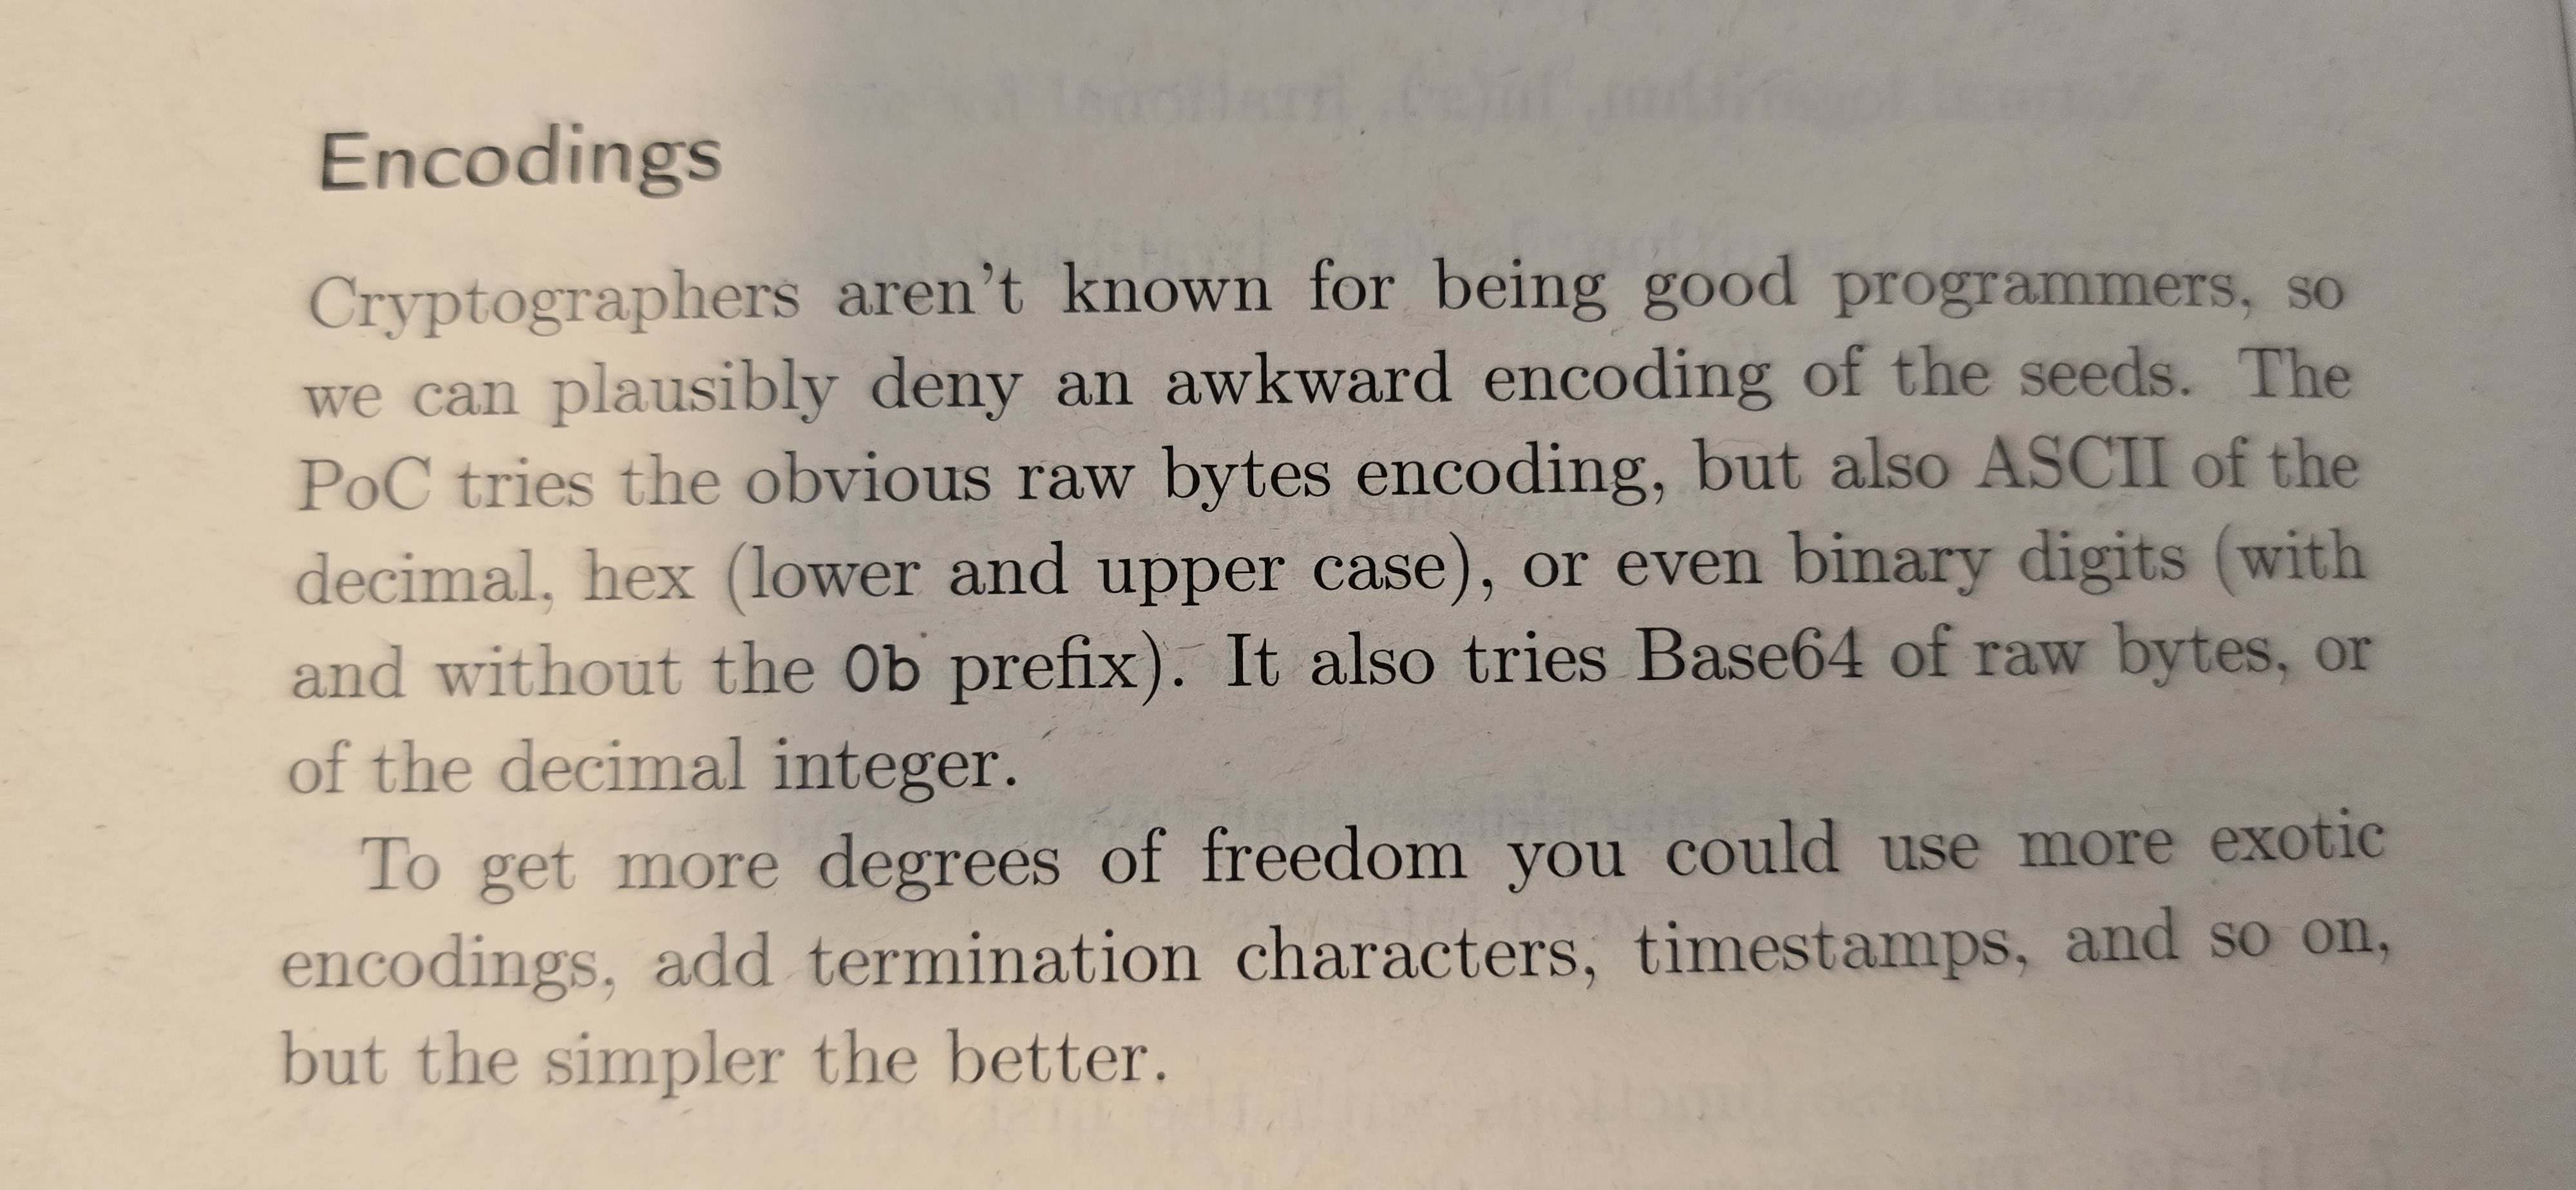 Encodings
Cryptographers aren't known for being good programmers, so
we can plausibly deny an awkward encoding of the seeds. The
PoC tries the obvious raw bytes encoding, but also ASCII of the
decimal, hex (lower and upper case), or even binary digits (with
and without the 0b prefix). It also tries Base64 of raw bytes, or
of the decimal integer.
To get more degrees of freedom you could use more exotic
encodings, add termination characters, timestamps, and so on,
but the simpler the better.